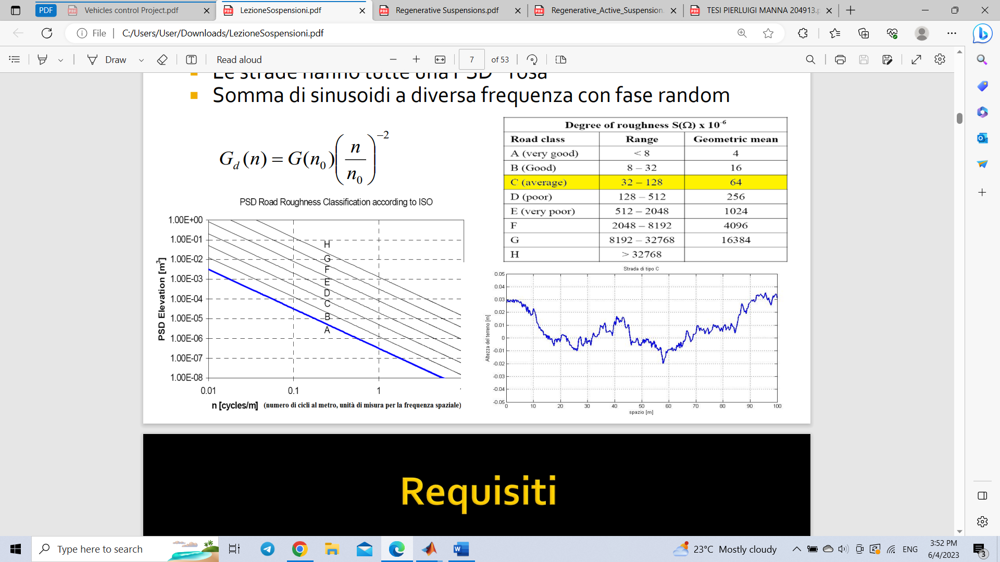 PDF
Vehicles control Project.pdf
LezioneSospensioni.pdf
Regenerative Suspensions.pdf
Regenerative_Active_Suspension.
TESI PIERLUIGI MANNA 204913.p
File
C:/Users/User/Downloads/LezioneSospensioni.pdf
Draw
Read aloud
7
of 53
Le strade hanno tutte una PSD "rosa"
Somma di sinusoidi a diversa frequenza con fase random
G_d(n) = G(n_0)(n/n_0)^-2
Degree of roughness S(Ω) x 10^-6
Road class Range Geometric mean
A (very good) < 8 4
B (Good) 8 – 32 16
C (average) 32 – 128 64
D (poor) 128 – 512 256
E (very poor) 512 – 2048 1024
F 2048 – 8192 4096
G 8192 – 32768 16384
H > 32768
PSD Road Roughness Classification according to ISO
PSD Elevation [m^3]
1.00E+00
1.00E-01
1.00E-02
1.00E-03
1.00E-04
1.00E-05
1.00E-06
1.00E-07
1.00E-08
H
G
F
E
D
C
B
A
0.01 0.1 1
n [cycles/m] (numero di cicli al metro, unità di misura per la frequenza spaziale)
Strada di tipo C
Altezza del terreno [m]
0.05
0.04
0.03
0.02
0.01
0
-0.01
-0.02
-0.03
-0.04
-0.05
0 10 20 30 40 50 60 70 80 90 100
spazio [m]
Requisiti
Type here to search
23°C Mostly cloudy
ENG
3:52 PM
6/4/2023
3